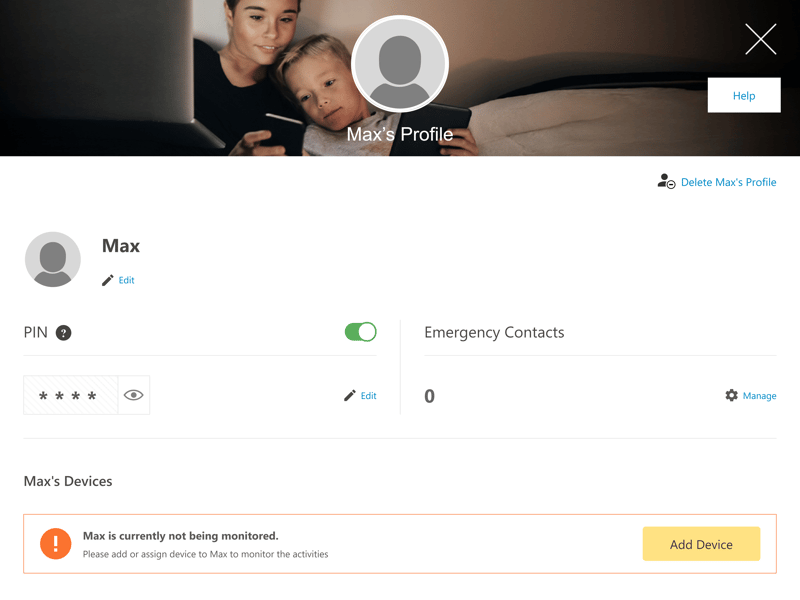 Help
Max's Profile
Delete Max's Profile
Max
Edit
PIN ?
Emergency Contacts
* * * *
Edit
0
Manage
Max's Devices
!
Max is currently not being monitored.
Please add or assign device to Max to monitor the activities
Add Device